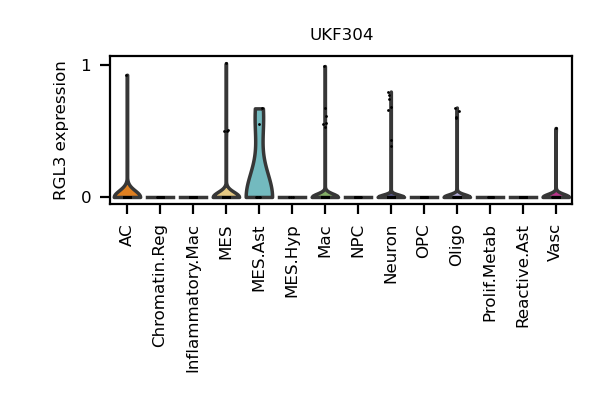 UKF304
RGL3 expression
1
0
AC
Chromatin.Reg
Inflammatory.Mac
MES
MES.Ast
MES.Hyp
Mac
NPC
Neuron
OPC
Oligo
Prolif.Metab
Reactive.Ast
Vasc